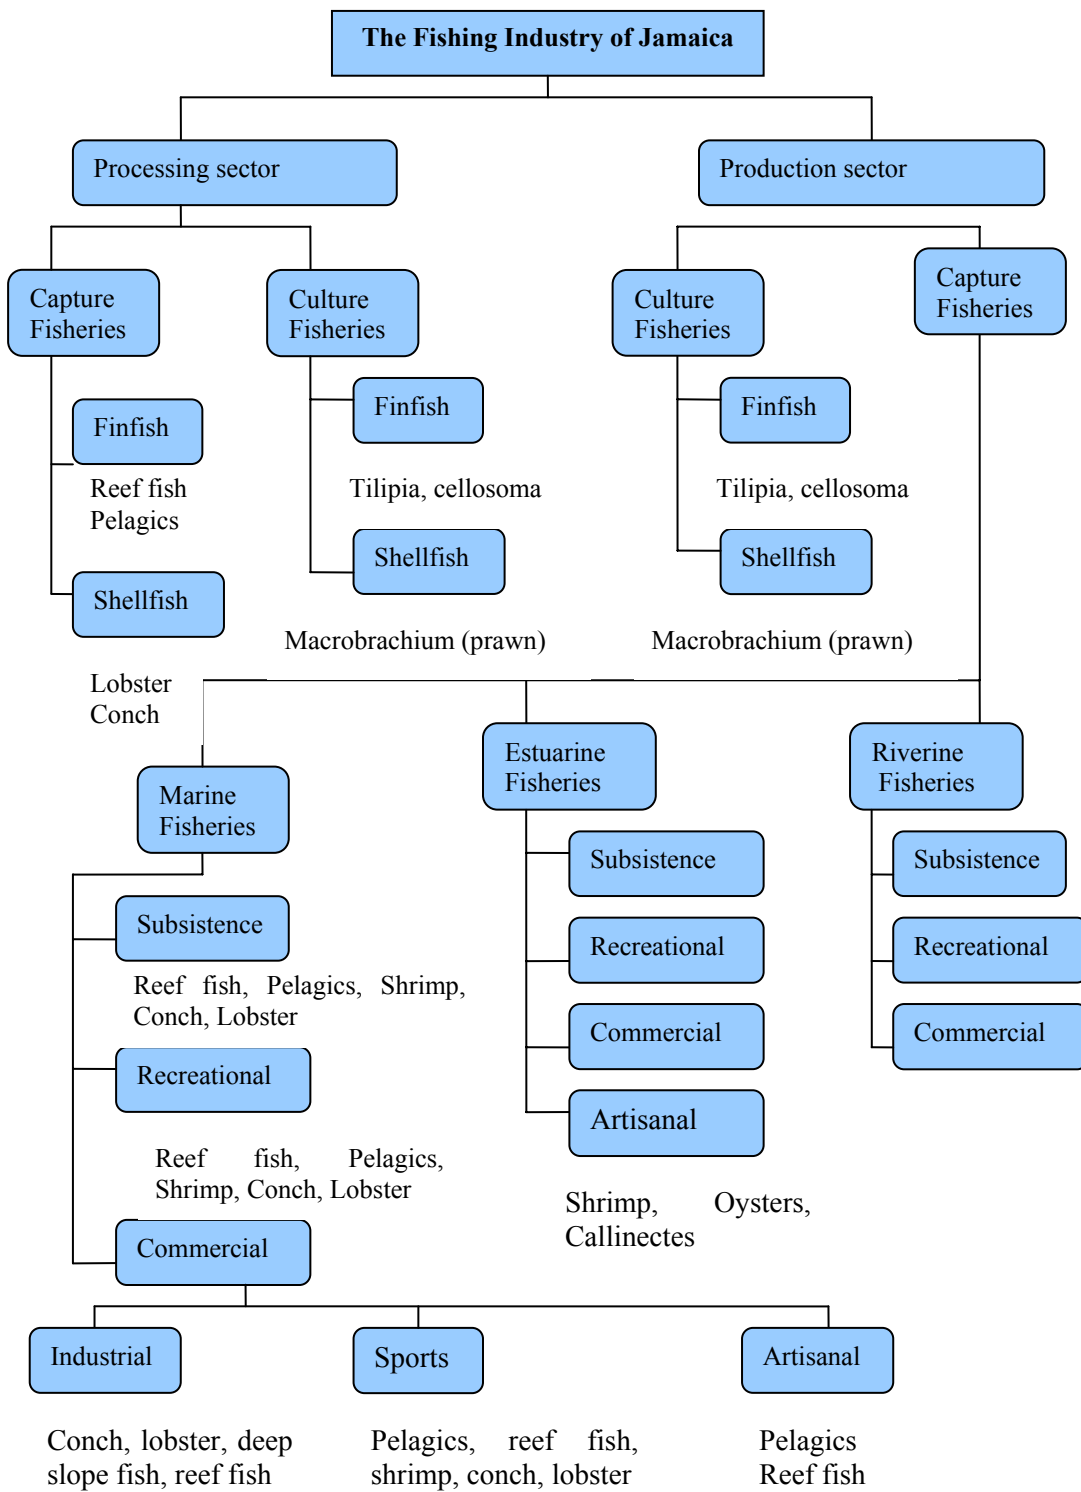 The Fishing Industry of Jamaica
Processing sector
Production sector
Capture
Fisheries
Culture
Fisheries
Culture
Fisheries
Capture
Fisheries
Finfish
Reef fish
Pelagics
Shellfish
Lobster
Conch
Finfish
Tilipia, cellosoma
Shellfish
Macrobrachium (prawn)
Finfish
Tilipia, cellosoma
Shellfish
Macrobrachium (prawn)
Marine
Fisheries
Subsistence
Reef fish, Pelagics, Shrimp,
Conch, Lobster
Recreational
Reef fish, Pelagics,
Shrimp, Conch, Lobster
Commercial
Estuarine
Fisheries
Subsistence
Recreational
Commercial
Artisanal
Shrimp, Oysters,
Callinectes
Riverine
Fisheries
Subsistence
Recreational
Commercial
Industrial
Conch, lobster, deep
slope fish, reef fish
Sports
Pelagics, reef fish,
shrimp, conch, lobster
Artisanal
Pelagics
Reef fish